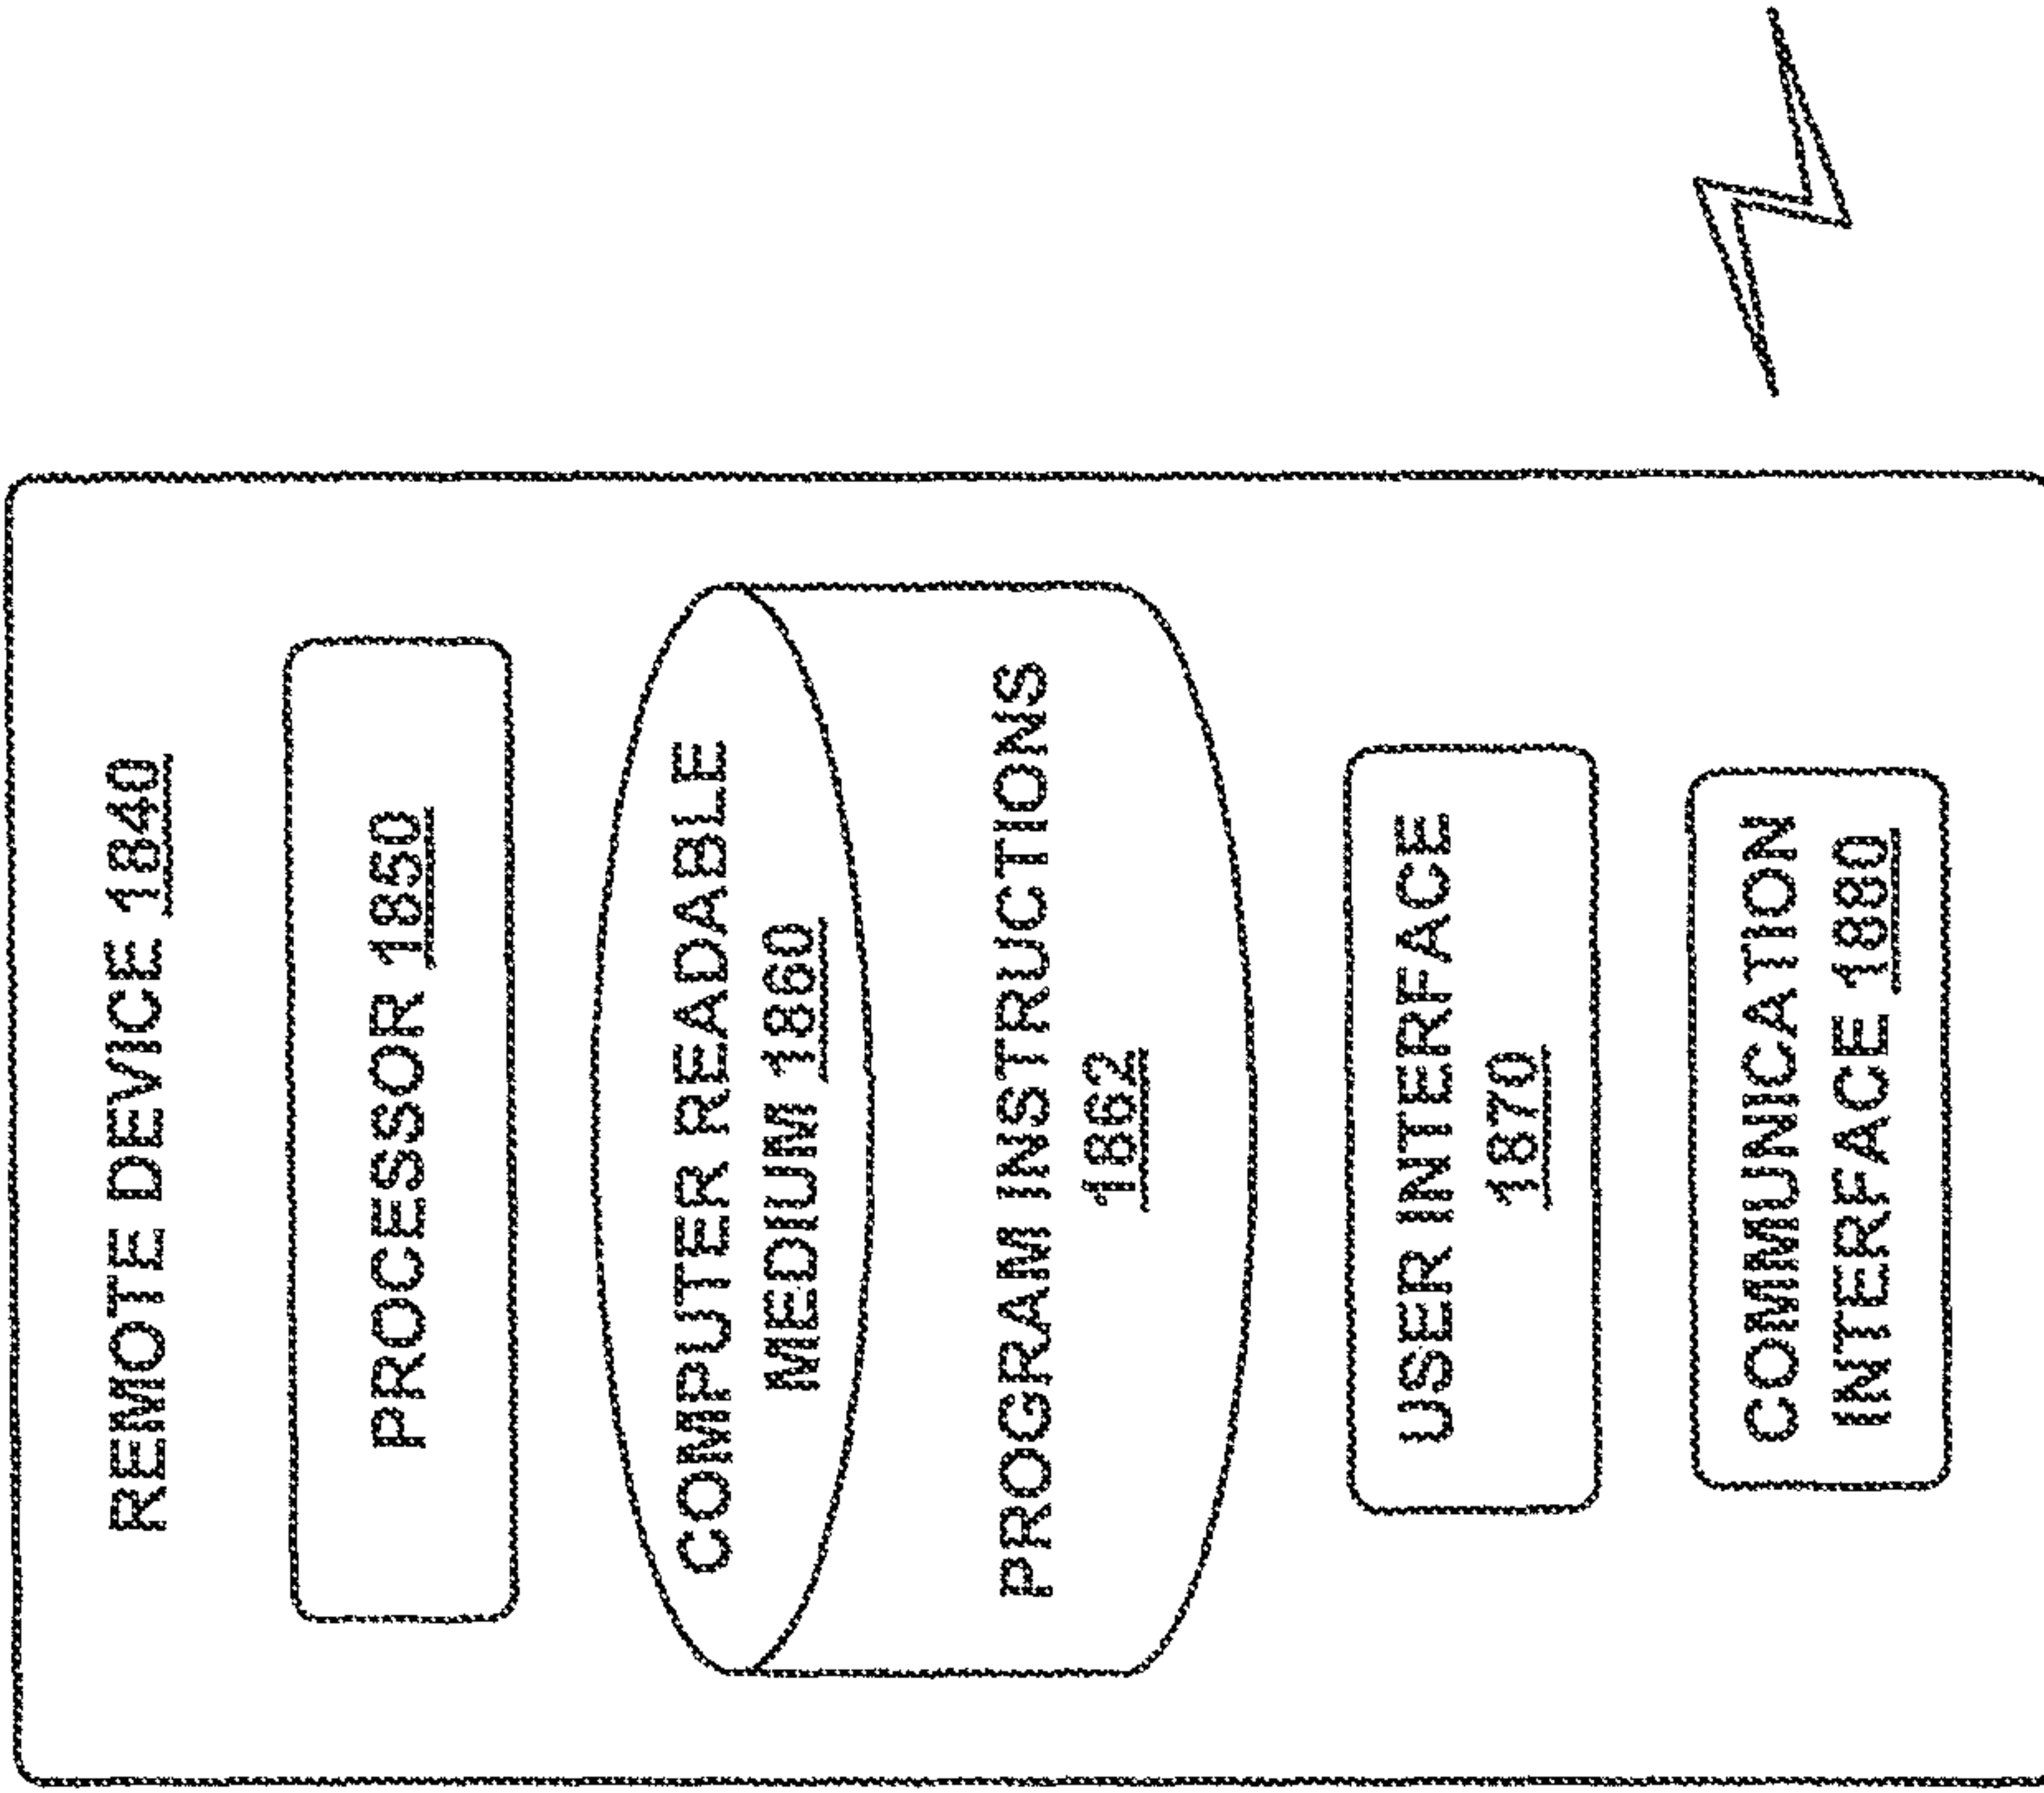 REMOTE DEVICE 1840
PROCESSOR 1850
COMPUTER READABLE
MEDIUM 1860
PROGRAM INSTRUCTIONS
1862
USER INTERFACE
1870
COMMUNICATION
INTERFACE 1880